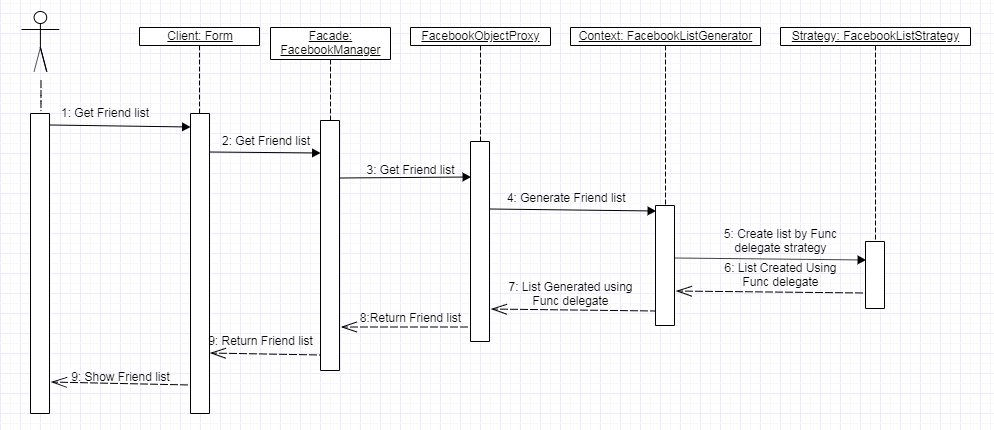 Client: Form
Facade:
FacebookManager
FacebookObjectProxy
Context: FacebookListGenerator
Strategy: FacebookListStrategy
1: Get Friend list
2: Get Friend list
3: Get Friend list
4: Generate Friend list
5: Create list by Func
delegate strategy
6: List Created Using
Func delegate
7: List Generated using
Func delegate
8:Return Friend list
9: Return Friend list
9: Show Friend list